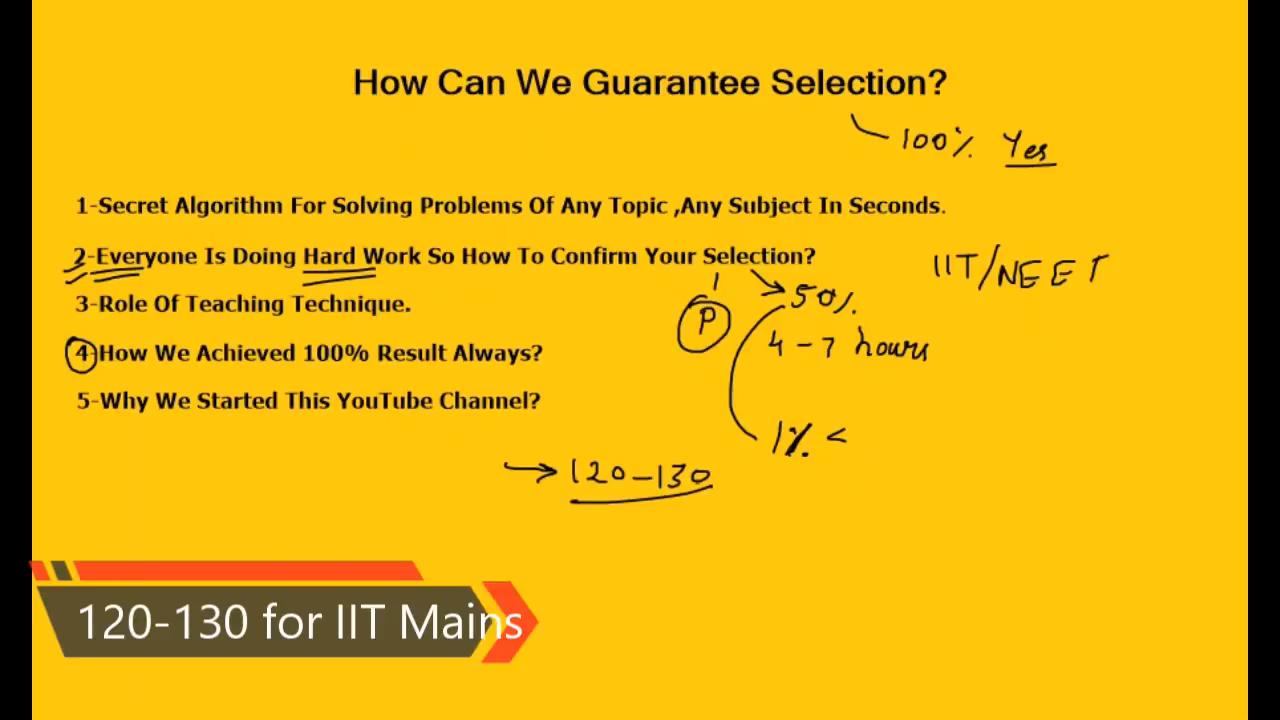 How Can We Guarantee Selection?
100% Yes
1-Secret Algorithm For Solving Problems Of Any Topic ,Any Subject In Seconds.
2-Everyone Is Doing Hard Work So How To Confirm Your Selection?
IIT/NEET
50%.
3-Role Of Teaching Technique.
P
4-How We Achieved 100% Result Always?
4-7 hours
5-Why We Started This YouTube Channel?
1% <
120-130
120-130 for IIT Mains